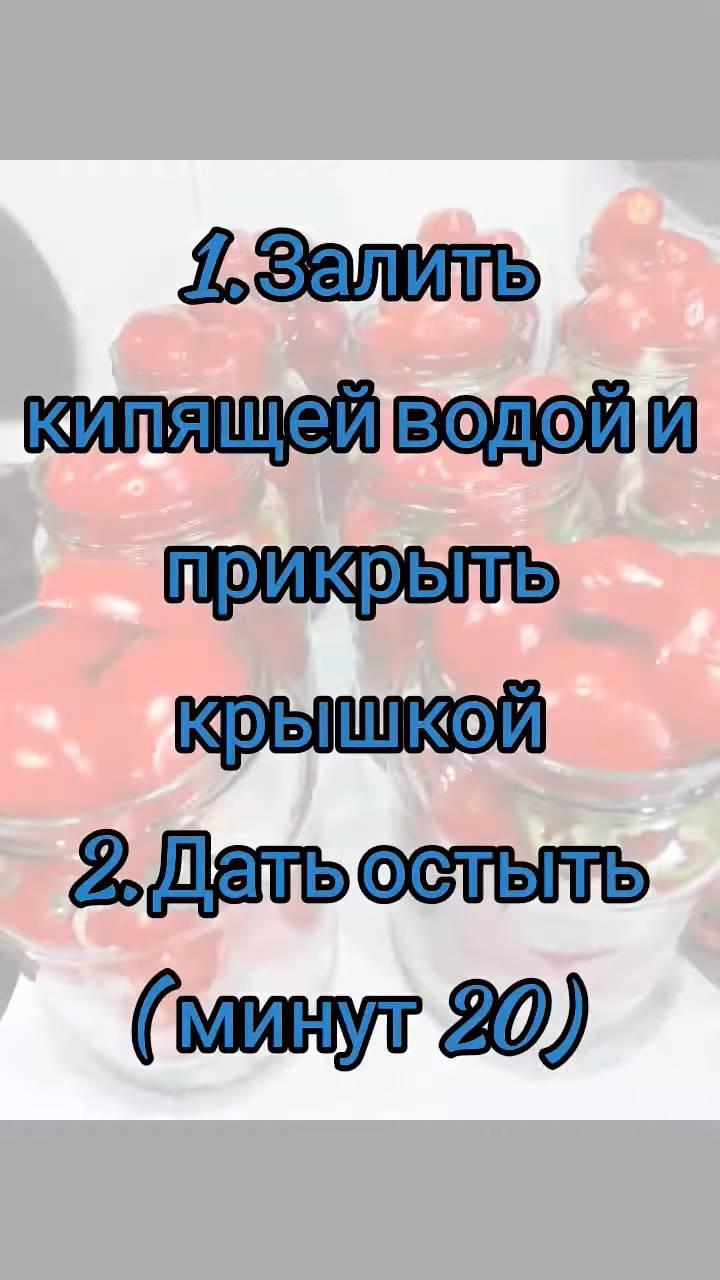 1. Залить
кипящей водой и
прикрыть
крышкой
2. Дать остыть
( минут 20)